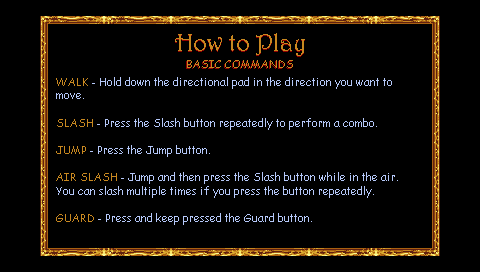 How to Play
BASIC COMMANDS
WALK - Hold down the directional pad in the direction you want to
move.
SLASH - Press the Slash button repeatedly to perform a combo.
JUMP - Press the Jump button.
AIR SLASH - Jump and then press the Slash button while in the air.
You can slash multiple times if you press the button repeatedly.
GUARD - Press and keep pressed the Guard button.